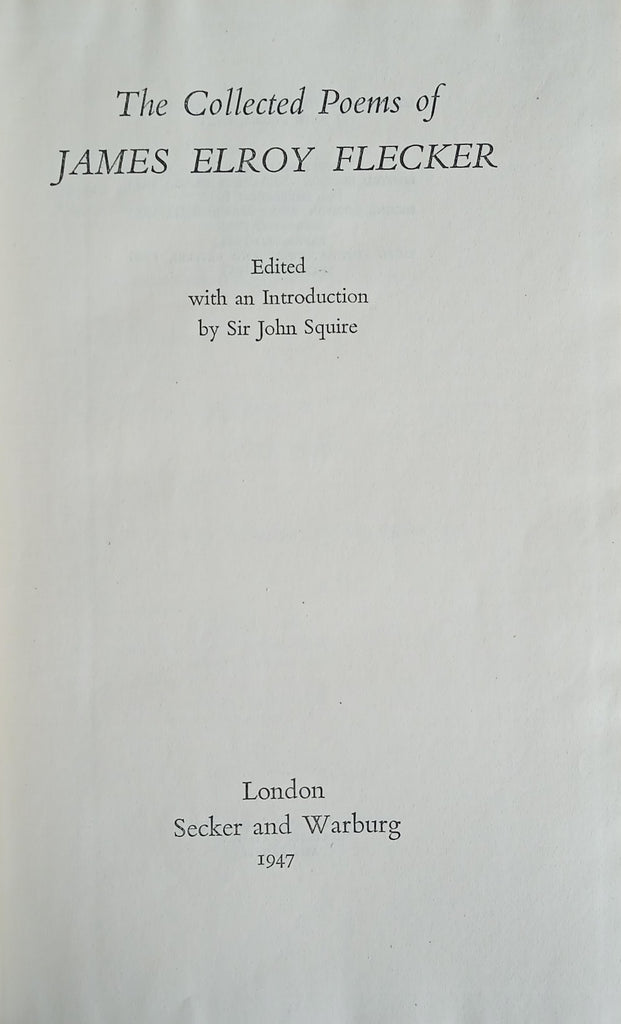 The Collected Poems of
JAMES ELROY FLECKER
Edited
with an Introduction
by Sir John Squire
London
Secker and Warburg
1947